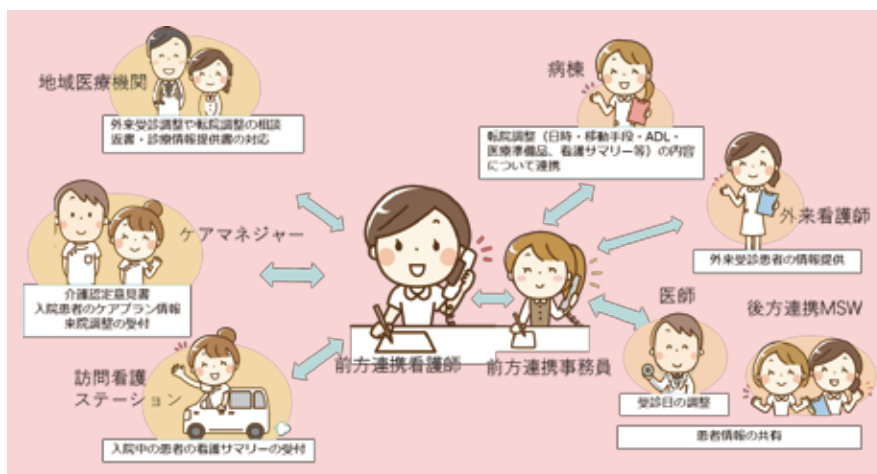 地域医療機関
外来受診調整や転院調整の相談
返書・診療情報提供書の対応
病棟
転院調整（日時・移動手段・ADL・
医療準備品、看護サマリー等）の内容
について連携
外来看護師
外来受診患者の情報提供
ケアマネジャー
介護認定意見書
入院患者のケアプラン情報
来院調整の受付
医師
受診日の調整
後方連携MSW
患者情報の共有
前方連携看護師
前方連携事務員
訪問看護
ステーション
入院中の患者の看護サマリーの受付